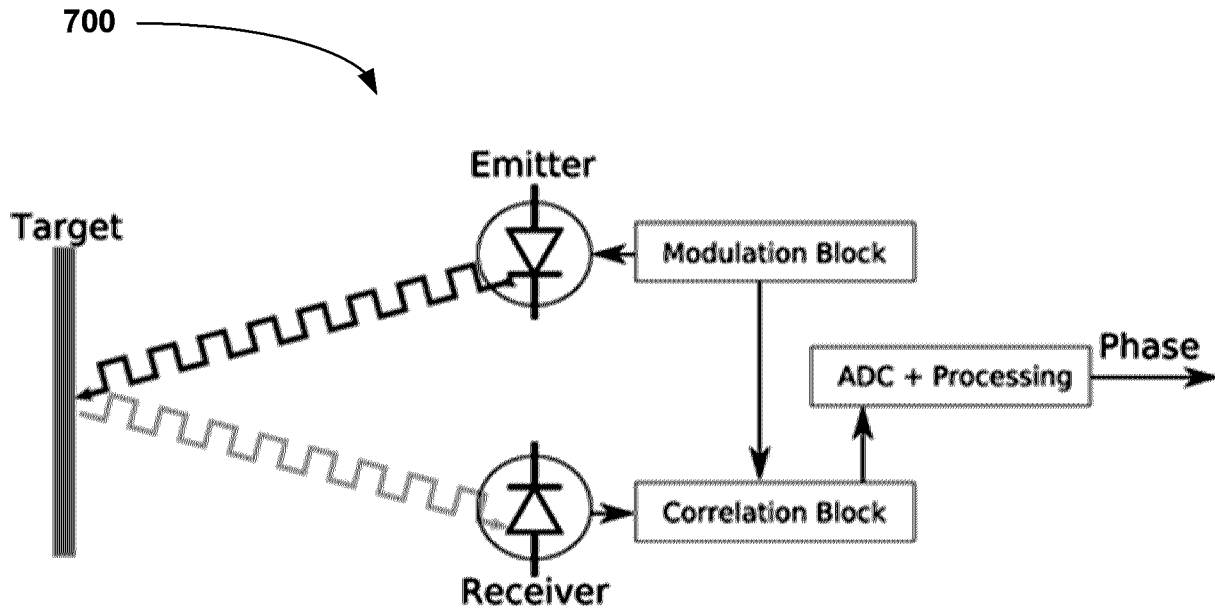 700
Emitter
Target
Modulation Block
Phase
ADC + Processing
Correlation Block
Receiver